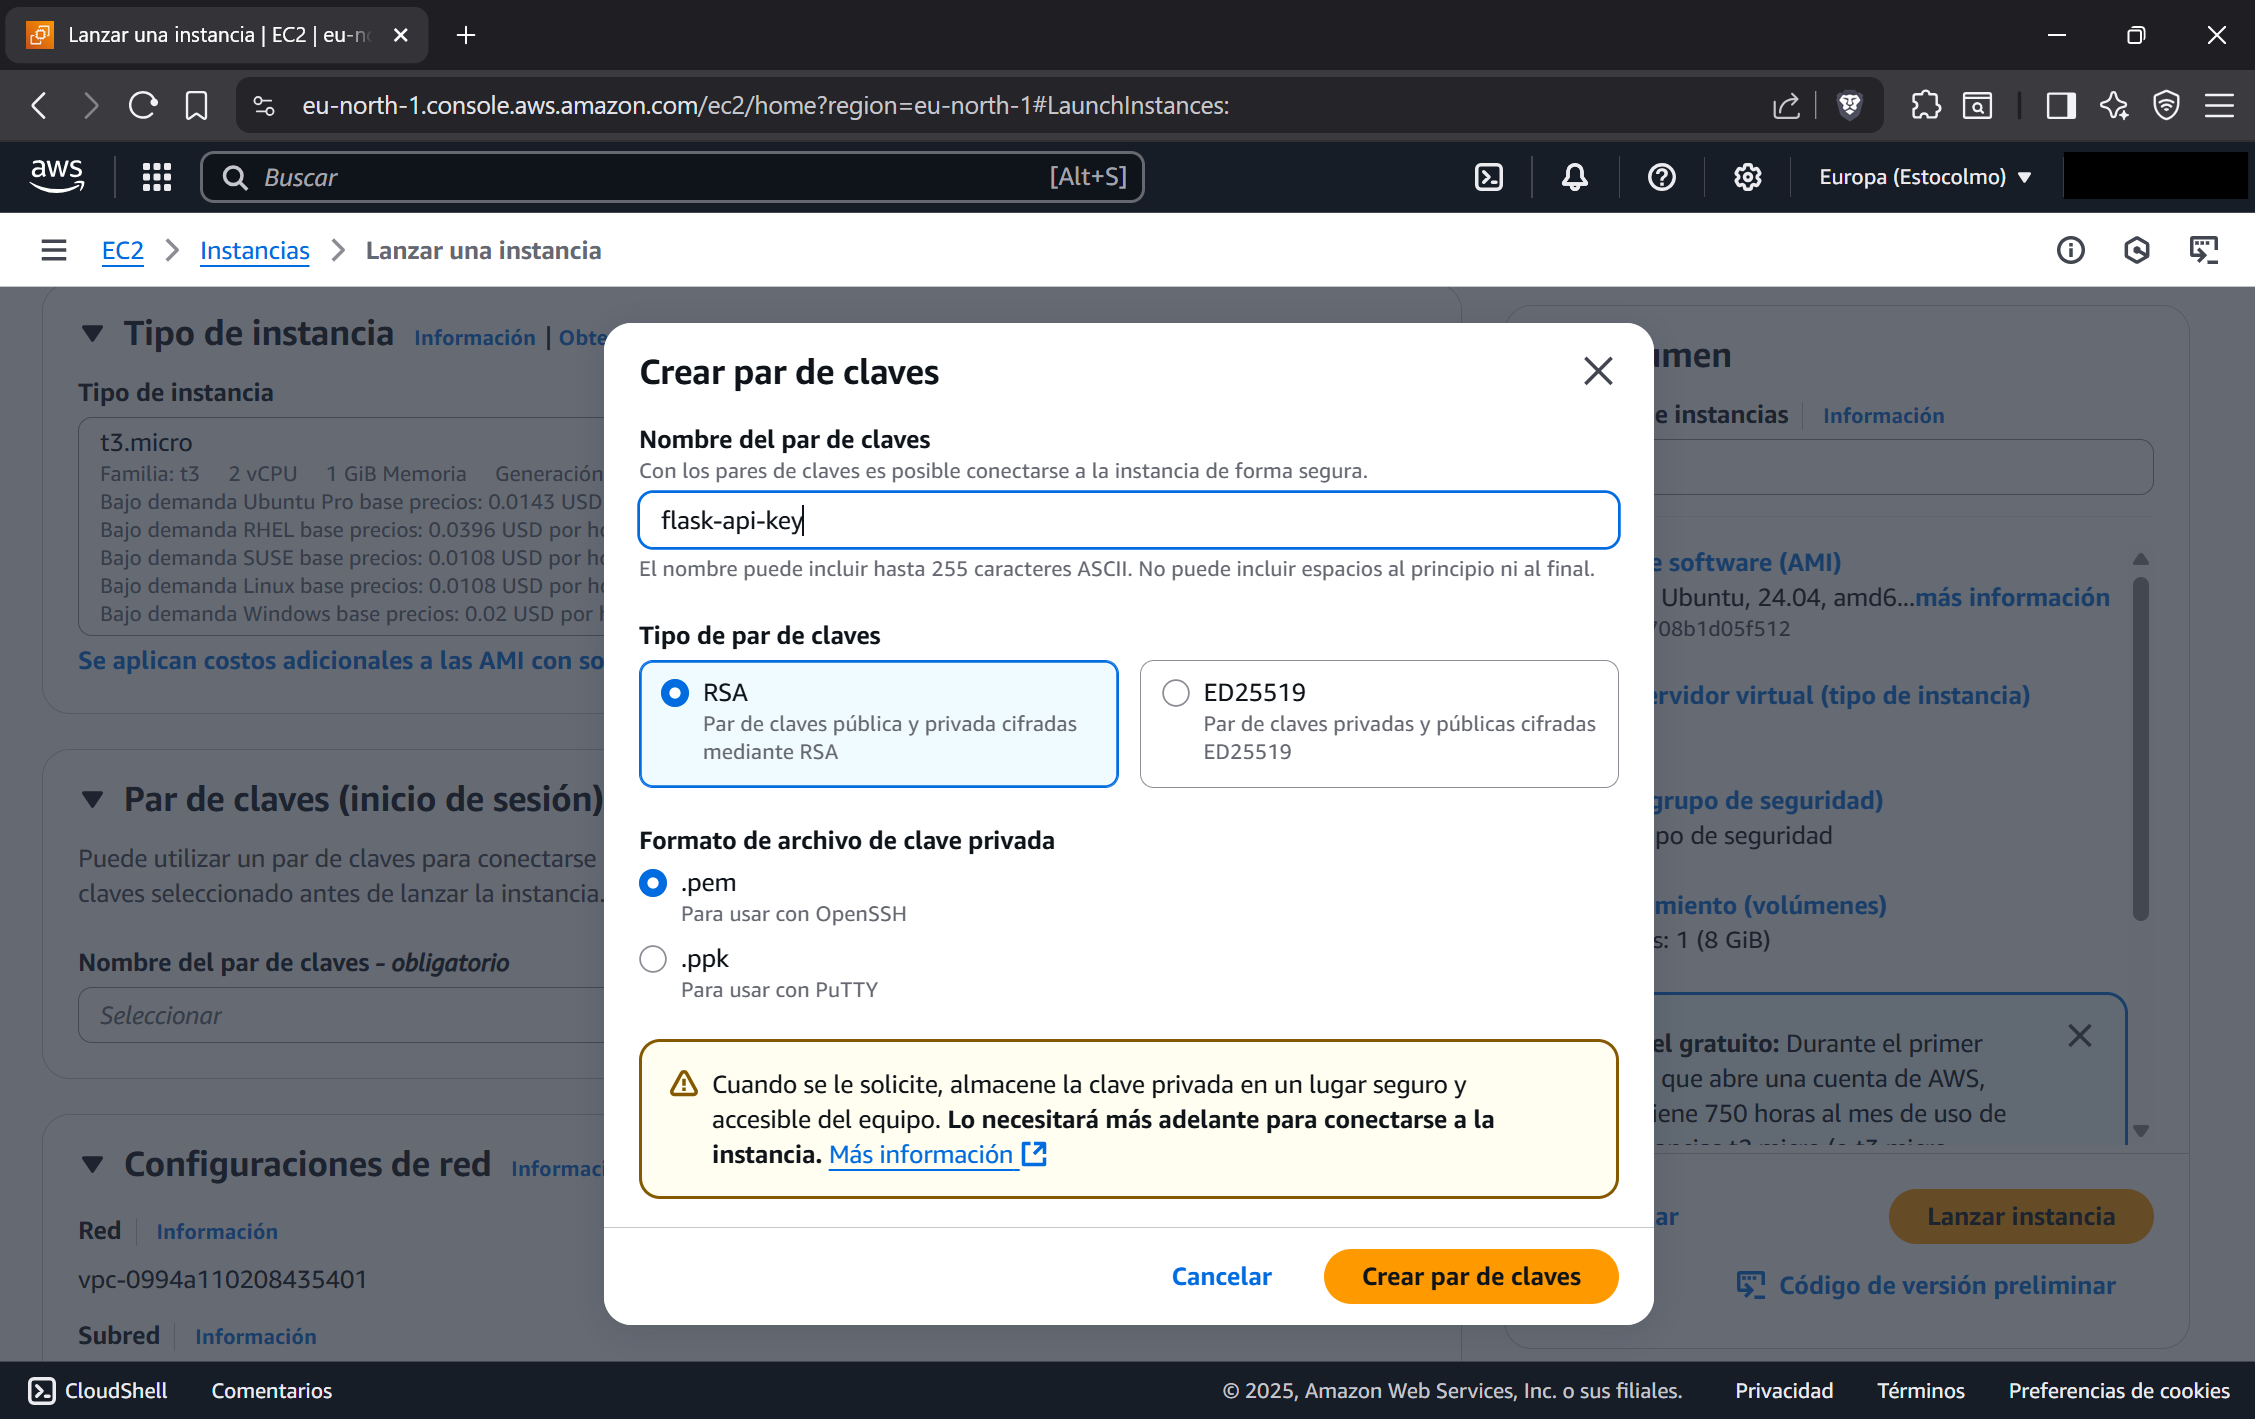 Lanzar una instancia | EC2 | eu-no
eu-north-1.console.aws.amazon.com/ec2/home?region=eu-north-1#LaunchInstances:
aws
Buscar
[Alt+S]
Europa (Estocolmo)
EC2
Instancias
Lanzar una instancia
Tipo de instancia
Información
Obte
Tipo de instancia
t3.micro
Familia: t3 2 vCPU 1 GiB Memoria Generación
Bajo demanda Ubuntu Pro base precios: 0.0143 USD
Bajo demanda RHEL base precios: 0.0396 USD por ho
Bajo demanda SUSE base precios: 0.0108 USD por ho
Bajo demanda Linux base precios: 0.0108 USD por ho
Bajo demanda Windows base precios: 0.02 USD por h
Se aplican costos adicionales a las AMI con so
Par de claves (inicio de sesión)
Puede utilizar un par de claves para conectarse
claves seleccionado antes de lanzar la instancia.
Nombre del par de claves - obligatorio
Seleccionar
Configuraciones de red
Informaci
Red
Información
vpc-0994a110208435401
Subred
Información
Crear par de claves
Nombre del par de claves
Con los pares de claves es posible conectarse a la instancia de forma segura.
flask-api-key
El nombre puede incluir hasta 255 caracteres ASCII. No puede incluir espacios al principio ni al final.
Tipo de par de claves
RSA
Par de claves pública y privada cifradas
mediante RSA
ED25519
Par de claves privadas y públicas cifradas
ED25519
Formato de archivo de clave privada
.pem
Para usar con OpenSSH
.ppk
Para usar con PuTTY
Cuando se le solicite, almacene la clave privada en un lugar seguro y
accesible del equipo. Lo necesitará más adelante para conectarse a la
instancia. Más información
Cancelar
Crear par de claves
umen
e instancias
Información
e software (AMI)
Ubuntu, 24.04, amd6...más información
708b1d05f512
ervidor virtual (tipo de instancia)
grupo de seguridad)
po de seguridad
miento (volúmenes)
s: 1 (8 GiB)
el gratuito: Durante el primer
que abre una cuenta de AWS,
iene 750 horas al mes de uso de
ar
Lanzar instancia
Código de versión preliminar
CloudShell
Comentarios
© 2025, Amazon Web Services, Inc. o sus filiales.
Privacidad
Términos
Preferencias de cookies